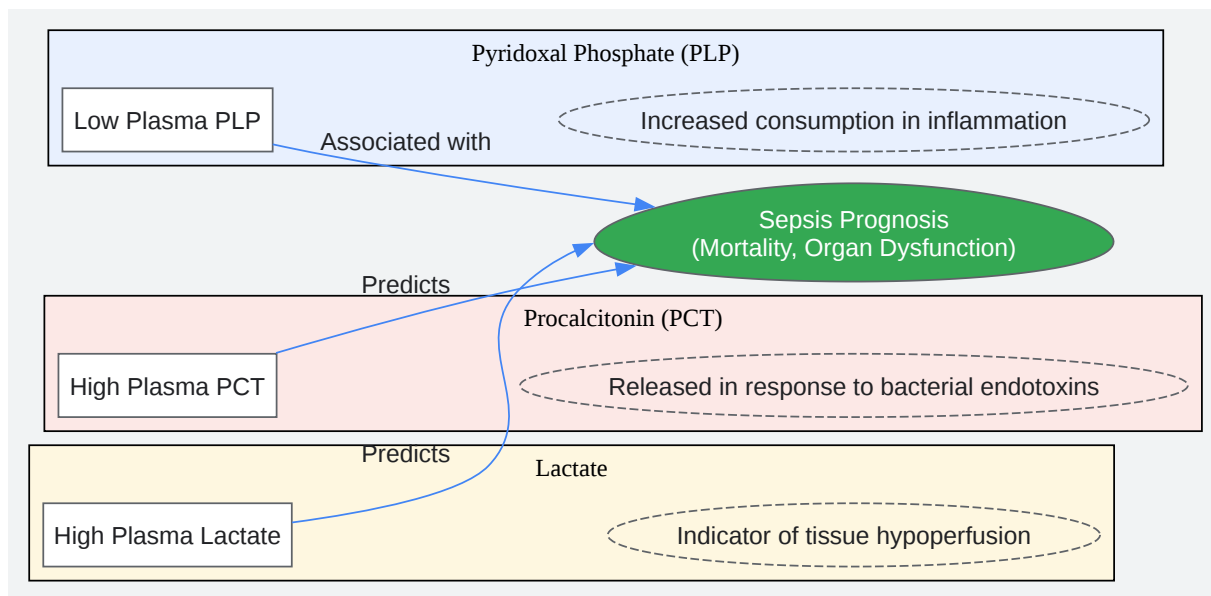 Pyridoxal Phosphate (PLP)
Low Plasma PLP
Increased consumption in inflammation
Associated with
Sepsis Prognosis
(Mortality, Organ Dysfunction)
Predicts
Procalcitonin (PCT)
High Plasma PCT
Released in response to bacterial endotoxins
Predicts
Lactate
High Plasma Lactate
Indicator of tissue hypoperfusion